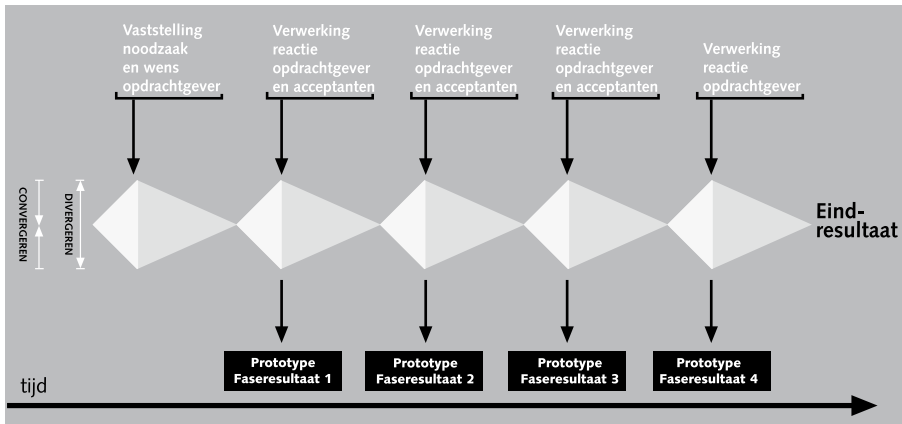 Vaststelling
noodzaak
en wens
opdrachtgever
Verwerking
reactie
opdrachtgever
en acceptanten
Verwerking
reactie
opdrachtgever
en acceptanten
Verwerking
reactie
opdrachtgever
en acceptanten
Verwerking
reactie
opdrachtgever
CONVERGEREN
DIVERGEREN
Eind-
resultaat
Prototype
Faseresultaat 1
Prototype
Faseresultaat 2
Prototype
Faseresultaat 3
Prototype
Faseresultaat 4
tijd